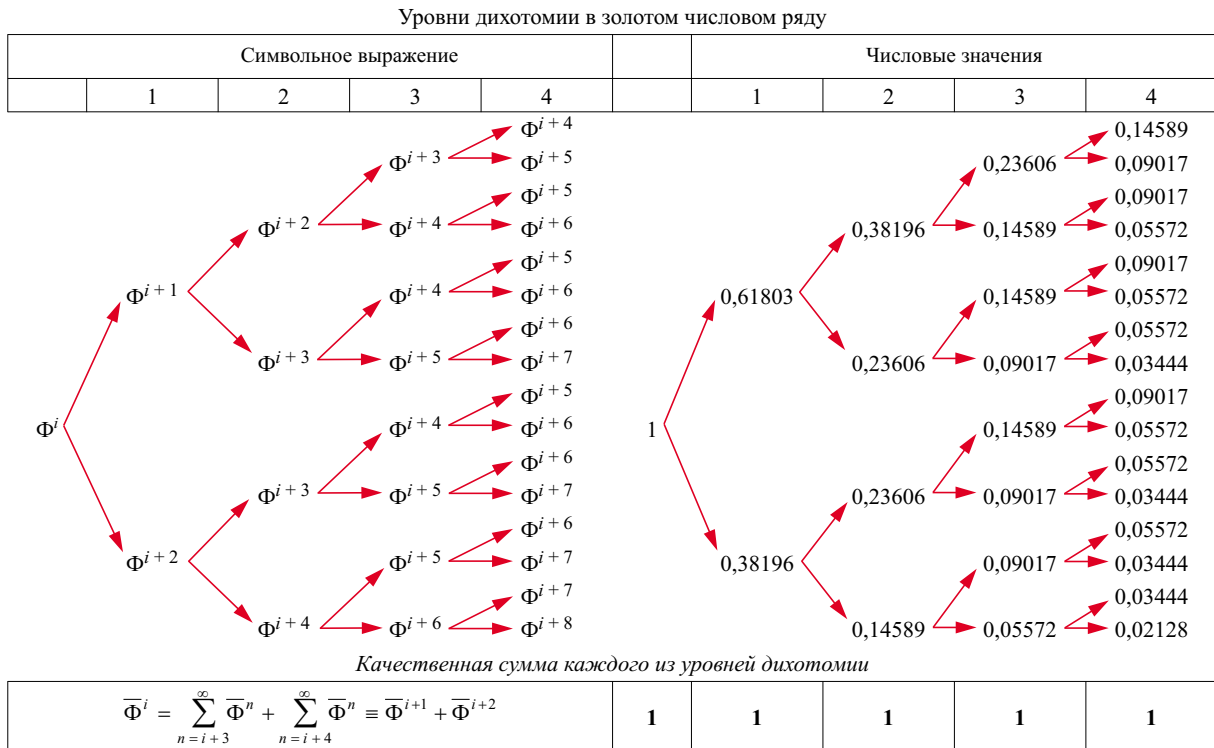 Уровни дихотомии в золотом числовом ряду
Символьное выражение Числовые значения
1 2 3 4 1 2 3 4
Φ^{i + 4} 0,14589
Φ^{i + 3} Φ^{i + 5} 0,23606 0,09017
Φ^{i + 5} 0,09017
Φ^{i + 2} Φ^{i + 4} Φ^{i + 6} 0,38196 0,14589 0,05572
Φ^{i + 5} 0,09017
Φ^{i + 1} Φ^{i + 4} Φ^{i + 6} 0,61803 0,14589 0,05572
Φ^{i + 6} 0,05572
Φ^{i + 3} Φ^{i + 5} Φ^{i + 7} 0,23606 0,09017 0,03444
Φ^{i + 5} 0,09017
Φ^{i} Φ^{i + 4} Φ^{i + 6} 1 0,14589 0,05572
Φ^{i + 6} 0,05572
Φ^{i + 3} Φ^{i + 5} Φ^{i + 7} 0,23606 0,09017 0,03444
Φ^{i + 6} 0,05572
Φ^{i + 2} Φ^{i + 5} Φ^{i + 7} 0,38196 0,09017 0,03444
Φ^{i + 7} 0,03444
Φ^{i + 4} Φ^{i + 6} Φ^{i + 8} 0,14589 0,05572 0,02128
Качественная сумма каждого из уровней дихотомии
Φ̅^{i} = ∑_{n = i + 3}^{∞} Φ̅^{n} + ∑_{n = i + 4}^{∞} Φ̅^{n} ≡ Φ̅^{i+1} + Φ̅^{i+2} 1 1 1 1 1